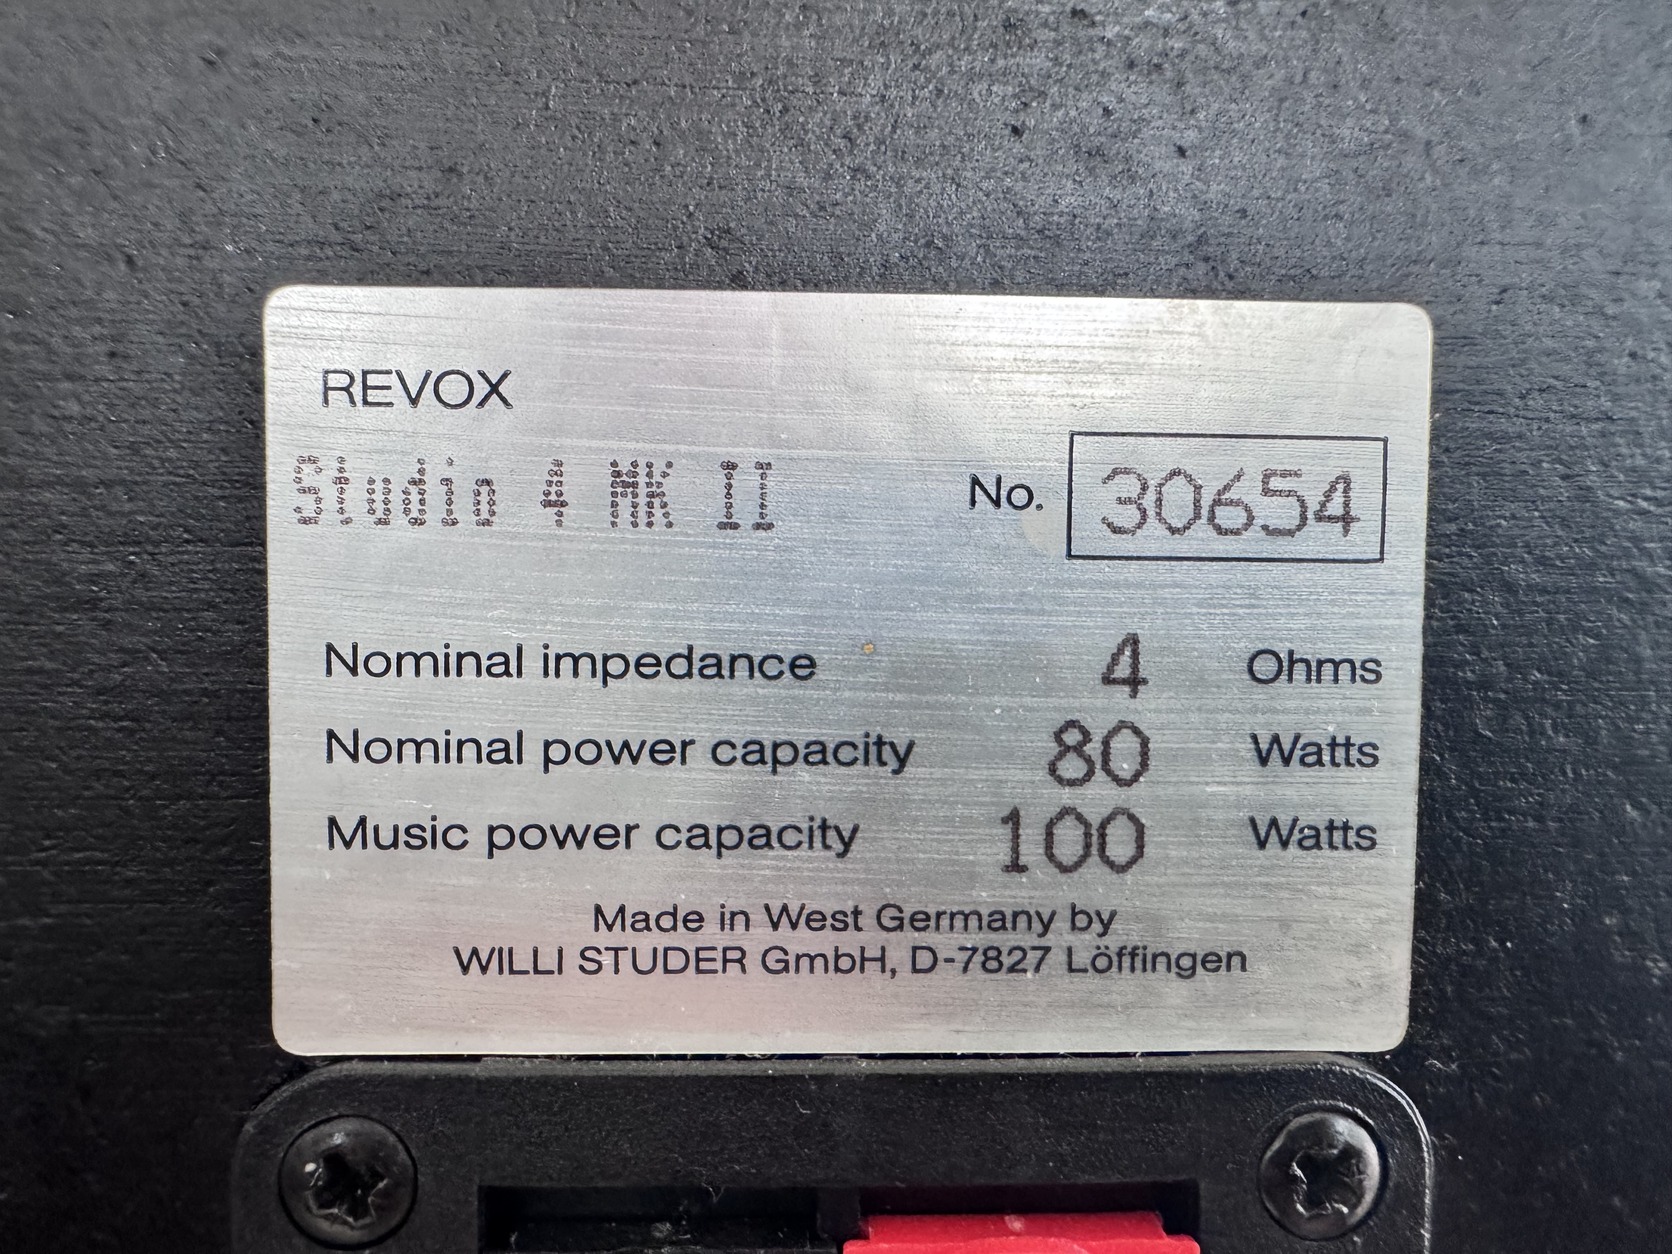 REVOX
Studio 4 MK II
No. 30654
Nominal impedance 4 Ohms
Nominal power capacity 80 Watts
Music power capacity 100 Watts
Made in West Germany by
WILLI STUDER GmbH, D-7827 Löffingen